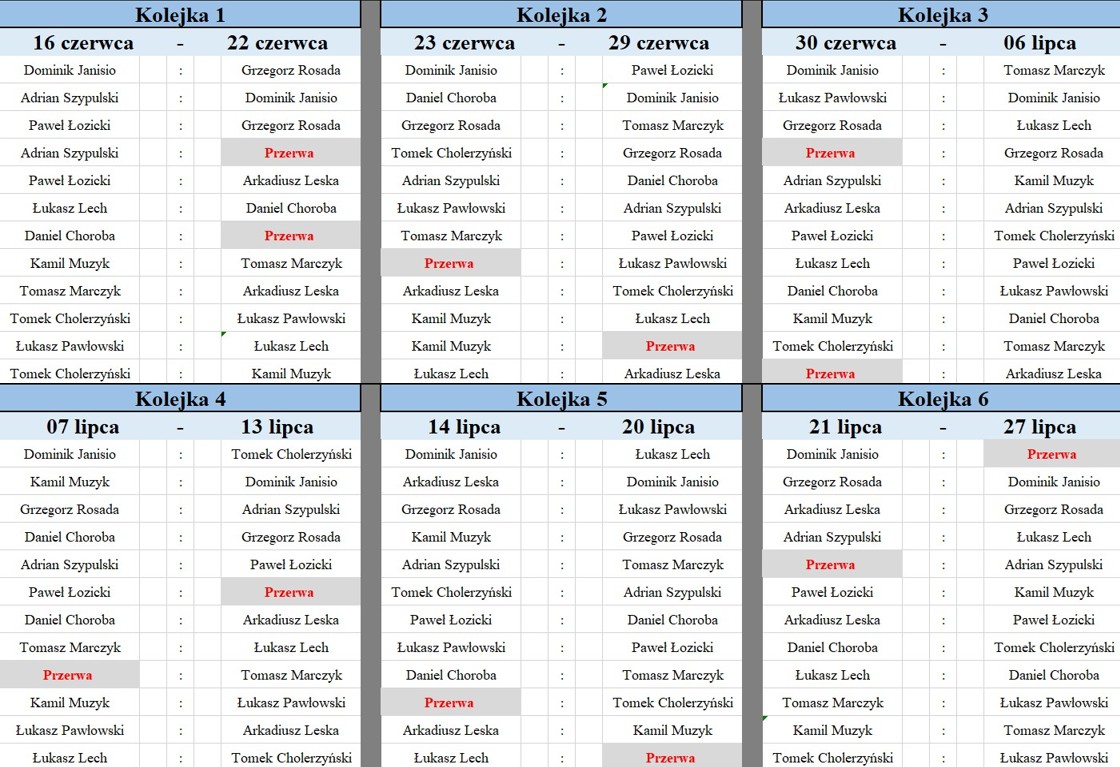 Kolejka 1
16 czerwca - 22 czerwca
Dominik Janisio : Grzegorz Rosada
Adrian Szypulski : Dominik Janisio
Paweł Łozicki : Grzegorz Rosada
Adrian Szypulski : Przerwa
Paweł Łozicki : Arkadiusz Leska
Łukasz Lech : Daniel Choroba
Daniel Choroba : Przerwa
Kamil Muzyk : Tomasz Marczyk
Tomasz Marczyk : Arkadiusz Leska
Tomek Cholerzyński : Łukasz Pawłowski
Łukasz Pawłowski : Łukasz Lech
Tomek Cholerzyński : Kamil Muzyk
Kolejka 2
23 czerwca - 29 czerwca
Dominik Janisio : Paweł Łozicki
Daniel Choroba : Dominik Janisio
Grzegorz Rosada : Tomasz Marczyk
Tomek Cholerzyński : Grzegorz Rosada
Adrian Szypulski : Daniel Choroba
Łukasz Pawłowski : Adrian Szypulski
Tomasz Marczyk : Paweł Łozicki
Przerwa : Łukasz Pawłowski
Arkadiusz Leska : Tomek Cholerzyński
Kamil Muzyk : Łukasz Lech
Kamil Muzyk : Przerwa
Łukasz Lech : Arkadiusz Leska
Kolejka 3
30 czerwca - 06 lipca
Dominik Janisio : Tomasz Marczyk
Łukasz Pawłowski : Dominik Janisio
Grzegorz Rosada : Łukasz Lech
Przerwa : Grzegorz Rosada
Adrian Szypulski : Kamil Muzyk
Arkadiusz Leska : Adrian Szypulski
Paweł Łozicki : Tomek Cholerzyński
Łukasz Lech : Paweł Łozicki
Daniel Choroba : Łukasz Pawłowski
Kamil Muzyk : Daniel Choroba
Tomek Cholerzyński : Tomasz Marczyk
Przerwa : Arkadiusz Leska
Kolejka 4
07 lipca - 13 lipca
Dominik Janisio : Tomek Cholerzyński
Kamil Muzyk : Dominik Janisio
Grzegorz Rosada : Adrian Szypulski
Daniel Choroba : Grzegorz Rosada
Adrian Szypulski : Paweł Łozicki
Paweł Łozicki : Przerwa
Daniel Choroba : Arkadiusz Leska
Tomasz Marczyk : Łukasz Lech
Przerwa : Tomasz Marczyk
Kamil Muzyk : Łukasz Pawłowski
Łukasz Pawłowski : Arkadiusz Leska
Łukasz Lech : Tomek Cholerzyński
Kolejka 5
14 lipca - 20 lipca
Dominik Janisio : Łukasz Lech
Arkadiusz Leska : Dominik Janisio
Grzegorz Rosada : Łukasz Pawłowski
Kamil Muzyk : Grzegorz Rosada
Adrian Szypulski : Tomasz Marczyk
Tomek Cholerzyński : Adrian Szypulski
Paweł Łozicki : Daniel Choroba
Łukasz Pawłowski : Paweł Łozicki
Daniel Choroba : Tomasz Marczyk
Przerwa : Tomek Cholerzyński
Arkadiusz Leska : Kamil Muzyk
Łukasz Lech : Przerwa
Kolejka 6
21 lipca - 27 lipca
Dominik Janisio : Przerwa
Grzegorz Rosada : Dominik Janisio
Arkadiusz Leska : Grzegorz Rosada
Adrian Szypulski : Łukasz Lech
Przerwa : Adrian Szypulski
Paweł Łozicki : Kamil Muzyk
Arkadiusz Leska : Paweł Łozicki
Daniel Choroba : Tomek Cholerzyński
Łukasz Lech : Daniel Choroba
Tomasz Marczyk : Łukasz Pawłowski
Kamil Muzyk : Tomasz Marczyk
Tomek Cholerzyński : Łukasz Pawłowski